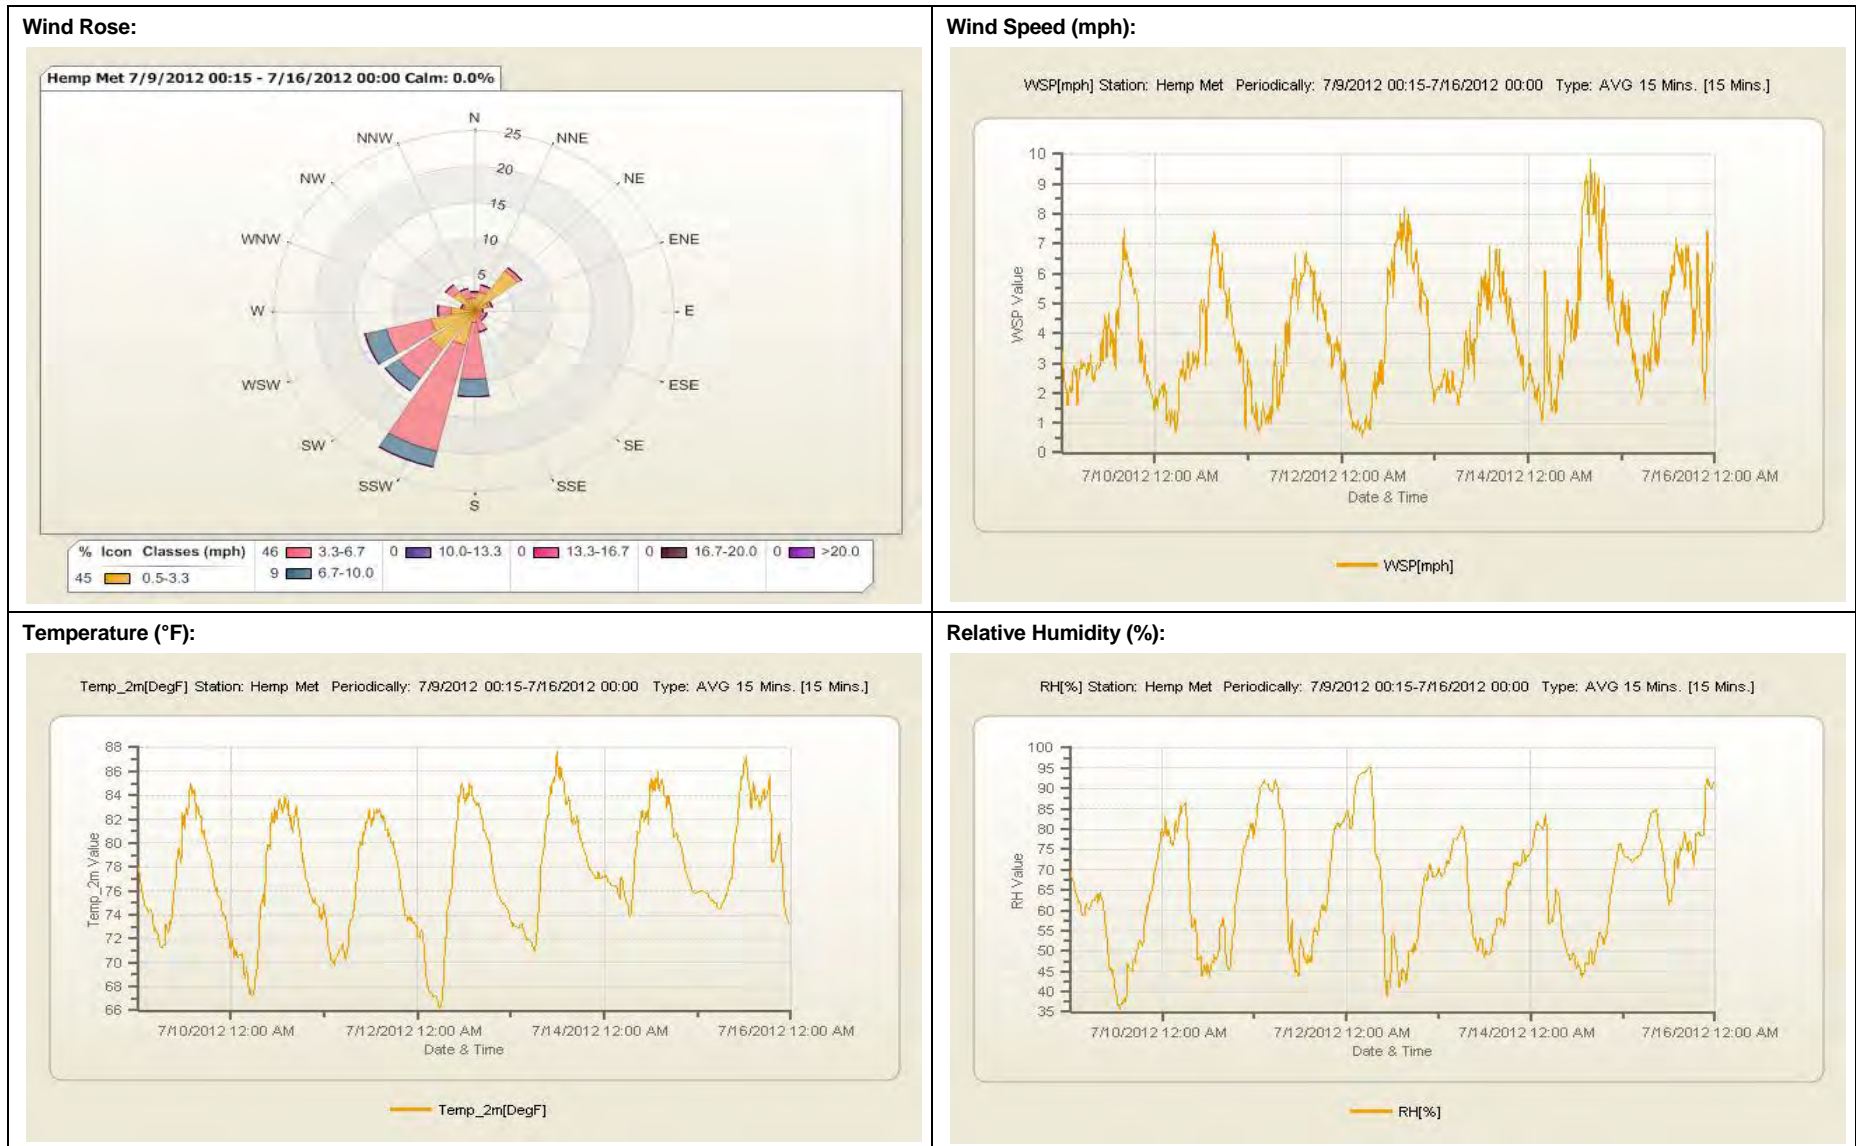 Wind Rose:
Hemp Met 7/9/2012 00:15 - 7/16/2012 00:00 Calm: 0.0%
N
NNW
25
NNE
20
NW
NE
15
WNW
10
ENE
5
W
E
WSW
ESE
SW
SE
SSW
SSE
S
% Icon Classes (mph) 46 3.3-6.7 0 10.0-13.3 0 13.3-16.7 0 16.7-20.0 0 >20.0
45 0.5-3.3 9 6.7-10.0
Wind Speed (mph):
WSP[mph] Station: Hemp Met Periodically: 7/9/2012 00:15-7/16/2012 00:00 Type: AVG 15 Mins. [15 Mins.]
WSP Value
10
9
8
7
6
5
4
3
2
1
0
7/10/2012 12:00 AM 7/12/2012 12:00 AM 7/14/2012 12:00 AM 7/16/2012 12:00 AM
Date & Time
WSP[mph]
Temperature (°F):
Temp_2m[DegF] Station: Hemp Met Periodically: 7/9/2012 00:15-7/16/2012 00:00 Type: AVG 15 Mins. [15 Mins.]
Temp_2m Value
88
86
84
82
80
78
76
74
72
70
68
66
7/10/2012 12:00 AM 7/12/2012 12:00 AM 7/14/2012 12:00 AM 7/16/2012 12:00 AM
Date & Time
Temp_2m[DegF]
Relative Humidity (%):
RH[%] Station: Hemp Met Periodically: 7/9/2012 00:15-7/16/2012 00:00 Type: AVG 15 Mins. [15 Mins.]
RH Value
100
95
90
85
80
75
70
65
60
55
50
45
40
35
7/10/2012 12:00 AM 7/12/2012 12:00 AM 7/14/2012 12:00 AM 7/16/2012 12:00 AM
Date & Time
RH[%]